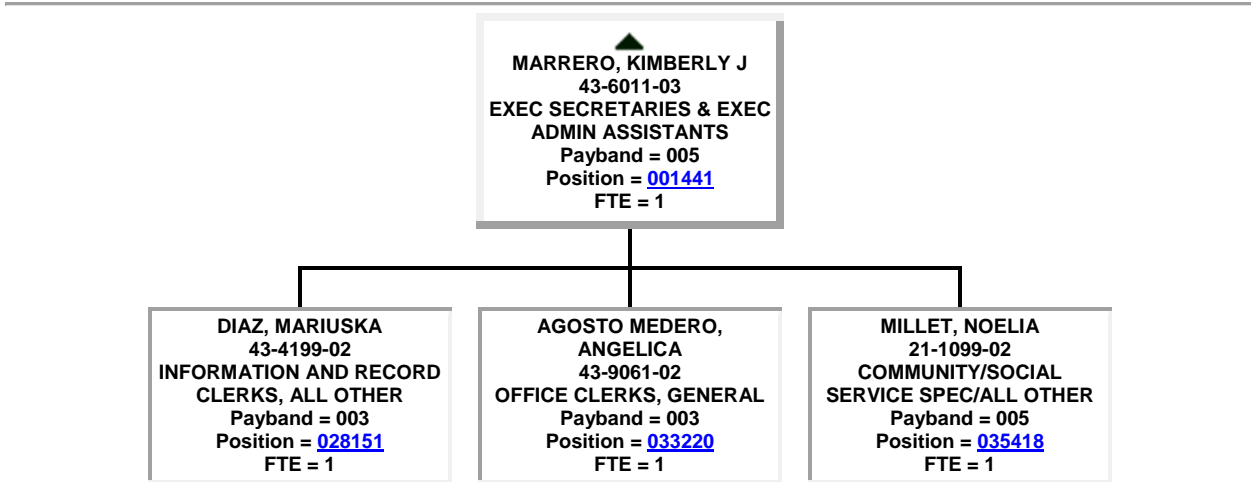 MARRERO, KIMBERLY J
43-6011-03
EXEC SECRETARIES & EXEC
ADMIN ASSISTANTS
Payband = 005
Position = 001441
FTE = 1
DIAZ, MARIUSKA
43-4199-02
INFORMATION AND RECORD
CLERKS, ALL OTHER
Payband = 003
Position = 028151
FTE = 1
AGOSTO MEDERO,
ANGELICA
43-9061-02
OFFICE CLERKS, GENERAL
Payband = 003
Position = 033220
FTE = 1
MILLET, NOELIA
21-1099-02
COMMUNITY/SOCIAL
SERVICE SPEC/ALL OTHER
Payband = 005
Position = 035418
FTE = 1